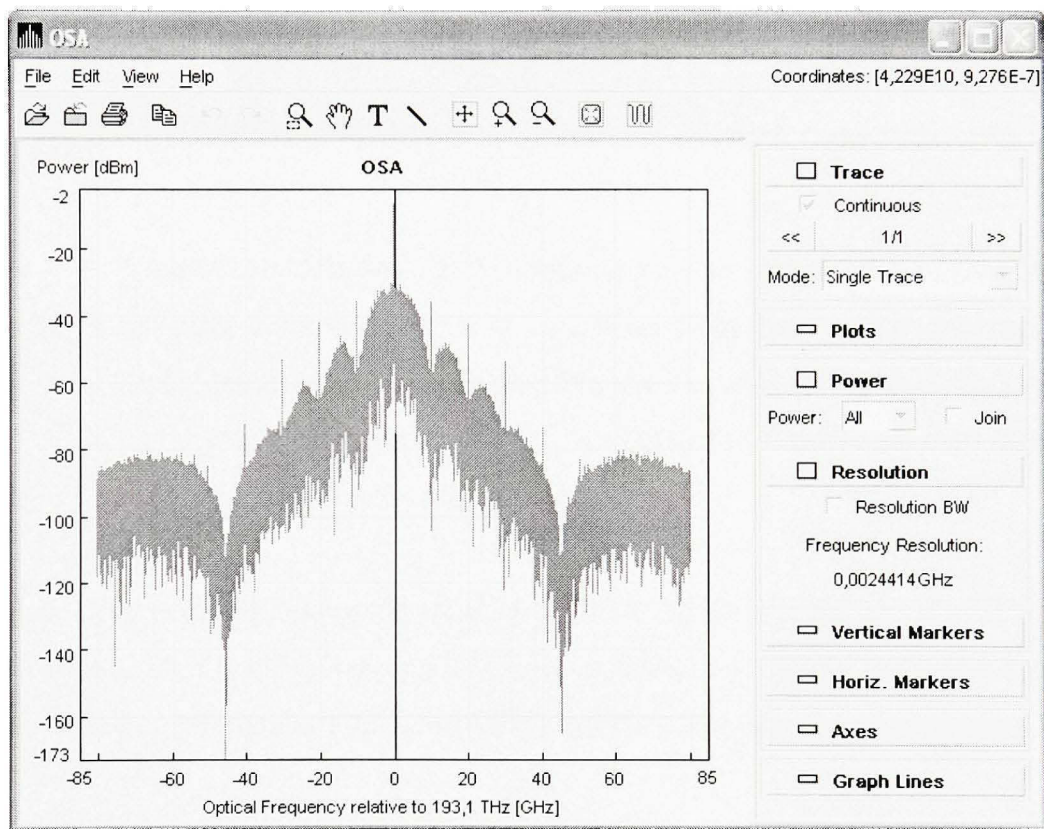 OSA
File Edit View Help
Coordinates: [4,229E10, 9,276E-7]
T
Power [dBm]
OSA
-2
-20
-40
-60
-80
-100
-120
-140
-160
-173
-85
-60
-40
-20
0
20
40
60
85
Optical Frequency relative to 193,1 THz [GHz]
Trace
Continuous
<< 1/1 >>
Mode: Single Trace
Plots
Power
Power: All Join
Resolution
Resolution BW
Frequency Resolution:
0,0024414GHz
Vertical Markers
Horiz. Markers
Axes
Graph Lines